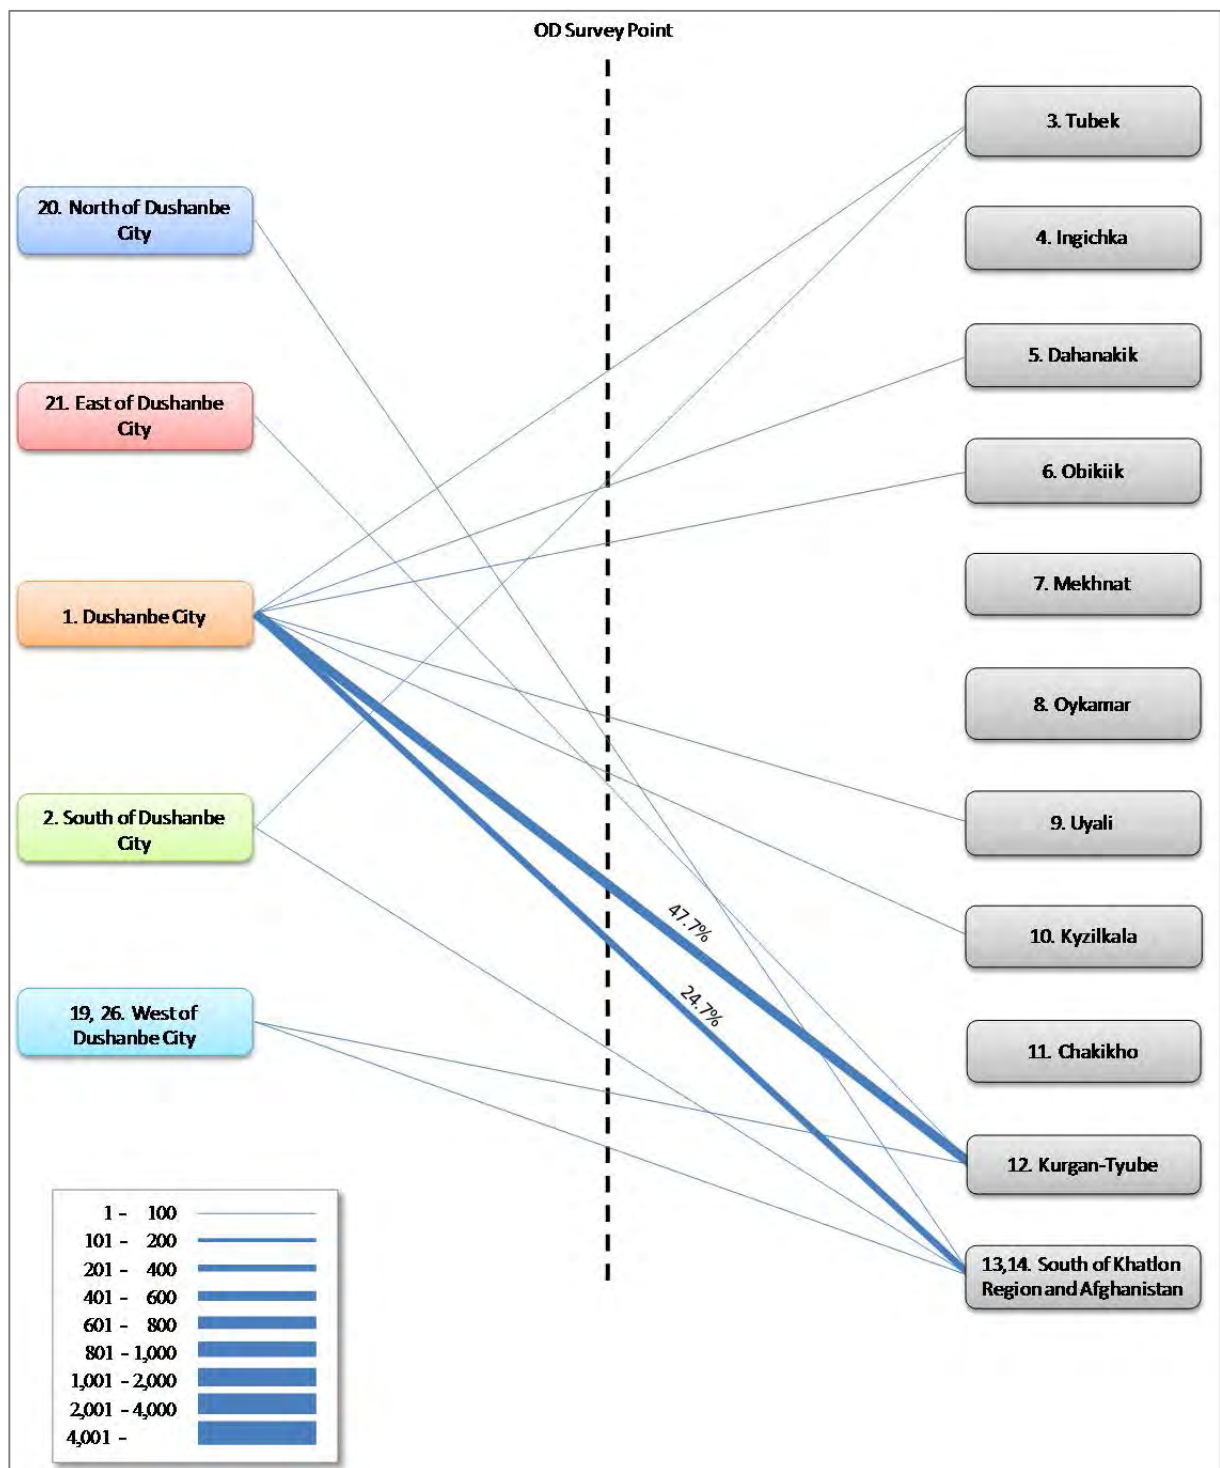 OD Survey Point
20. North of Dushanbe
City
21. East of Dushanbe
City
1. Dushanbe City
2. South of Dushanbe
City
19, 26. West of
Dushanbe City
3. Tubek
4. Ingichka
5. Dahanakik
6. Obikiik
7. Mekhnat
8. Oykamar
9. Uyali
10. Kyzilkala
11. Chakikho
12. Kurgan-Tyube
13,14. South of Khatlon
Region and Afghanistan
47.7%
24.7%
1 - 100
101 - 200
201 - 400
401 - 600
601 - 800
801 - 1,000
1,001 - 2,000
2,001 - 4,000
4,001 -